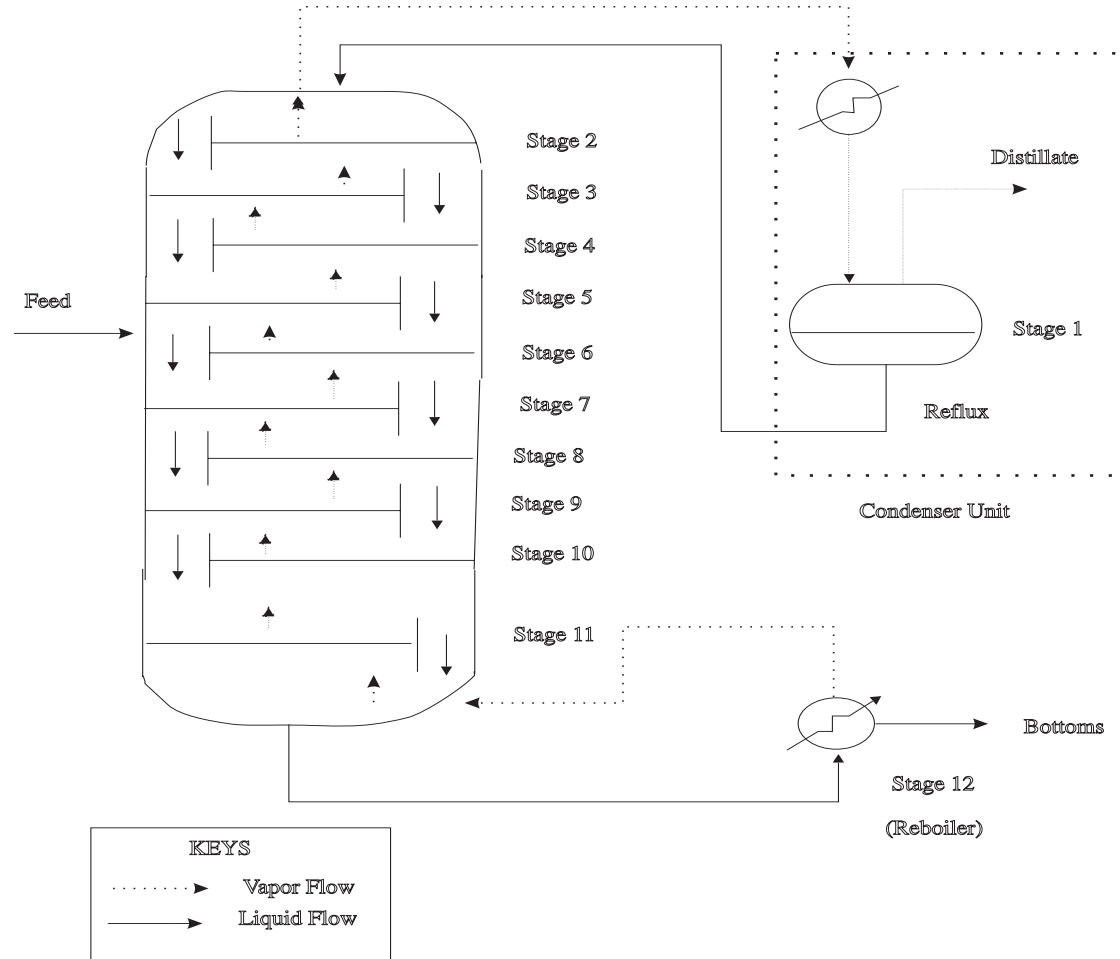 Stage 2
Distillate
Stage 3
Stage 4
Feed
Stage 5
Stage 1
Stage 6
Stage 7
Reflux
Stage 8
Stage 9
Condenser Unit
Stage 10
Stage 11
Bottoms
Stage 12
(Reboiler)
KEYS
Vapor Flow
Liquid Flow